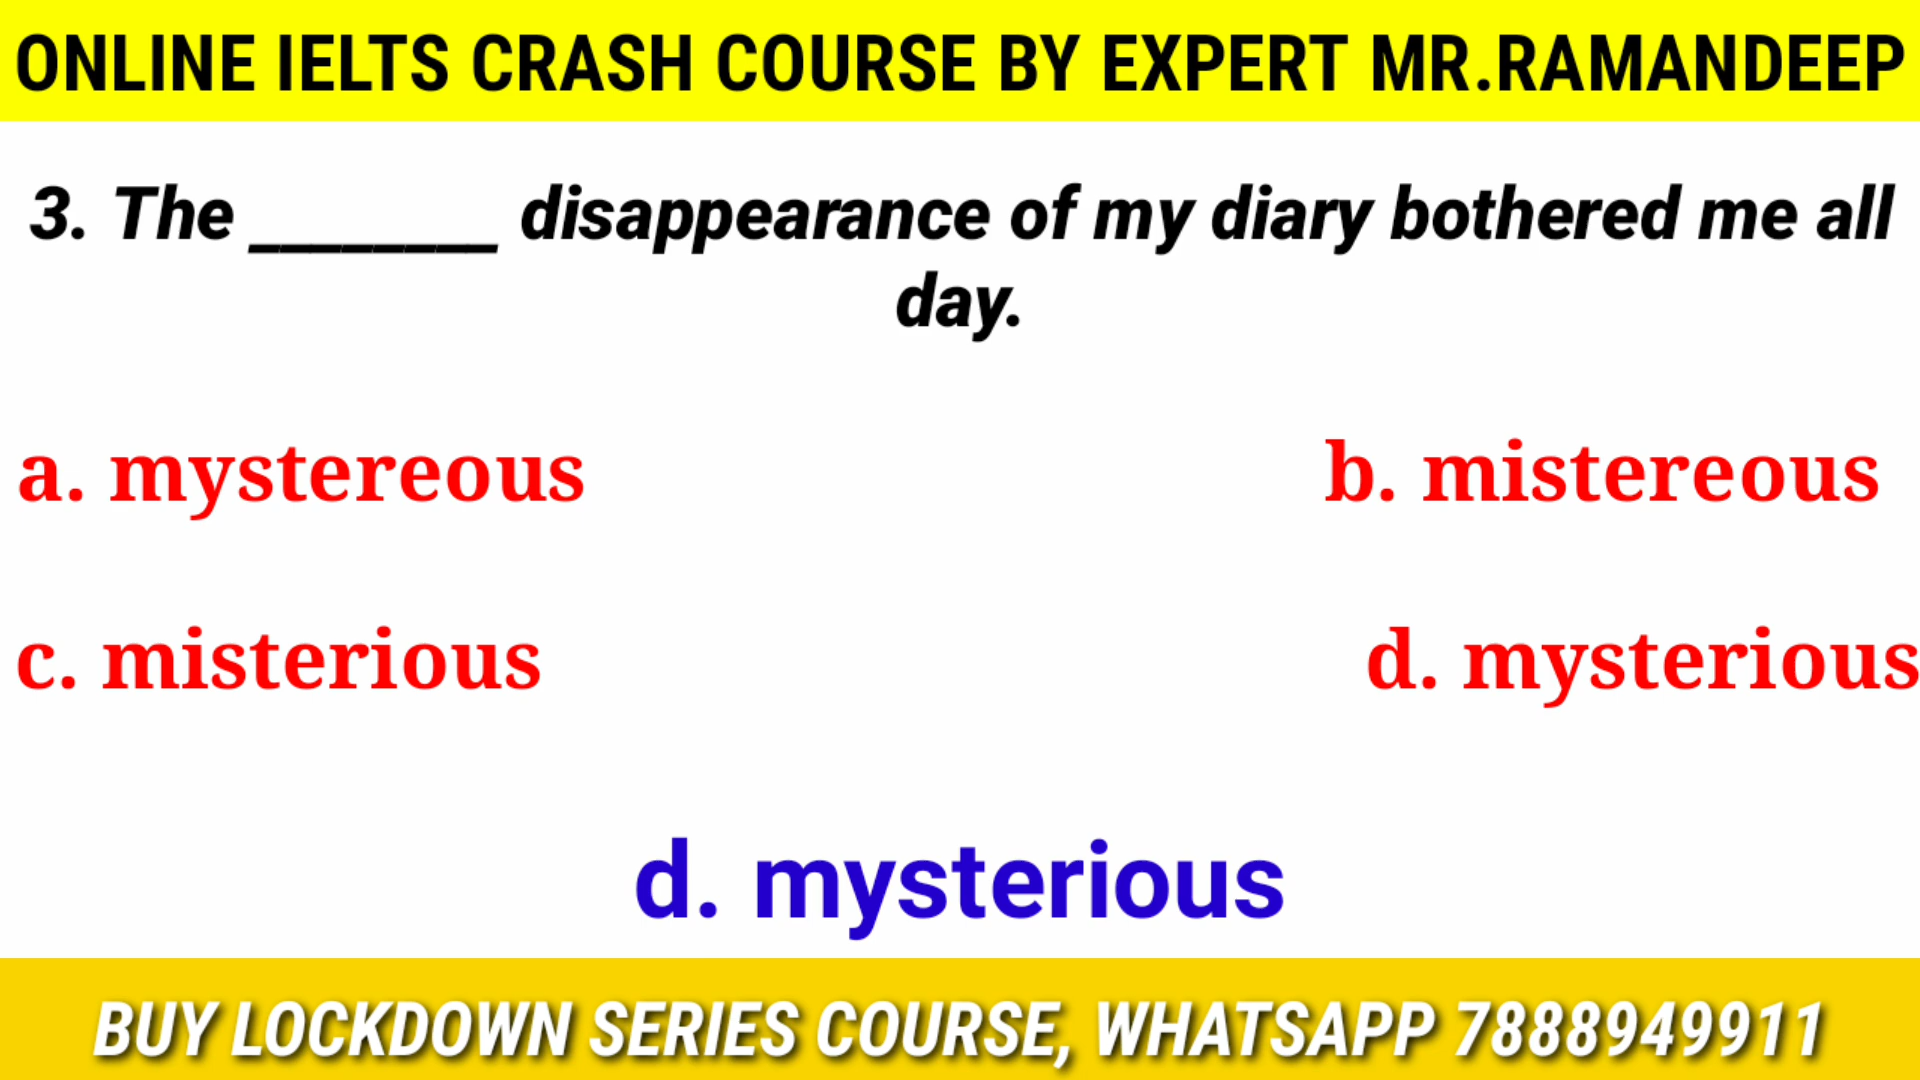 ONLINE IELTS CRASH COURSE BY EXPERT MR.RAMANDEEP
3. The ________ disappearance of my diary bothered me all
day.
a. mystereous b. mistereous
c. misterious d. mysterious
d. mysterious
BUY LOCKDOWN SERIES COURSE, WHATSAPP 7888949911